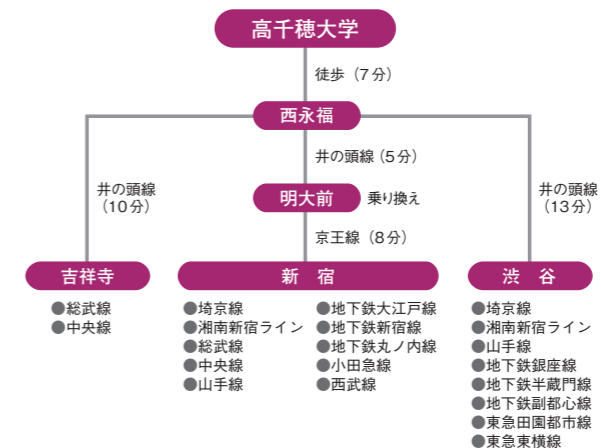 高千穂大学
徒歩（7分）
西永福
井の頭線
（10分）
井の頭線（5分）
井の頭線
（13分）
明大前
乗り換え
京王線（8分）
吉祥寺
●総武線
●中央線
新　宿
●埼京線
●湘南新宿ライン
●総武線
●中央線
●山手線
●地下鉄大江戸線
●地下鉄新宿線
●地下鉄丸ノ内線
●小田急線
●西武線
渋　谷
●埼京線
●湘南新宿ライン
●山手線
●地下鉄銀座線
●地下鉄半蔵門線
●地下鉄副都心線
●東急田園都市線
●東急東横線